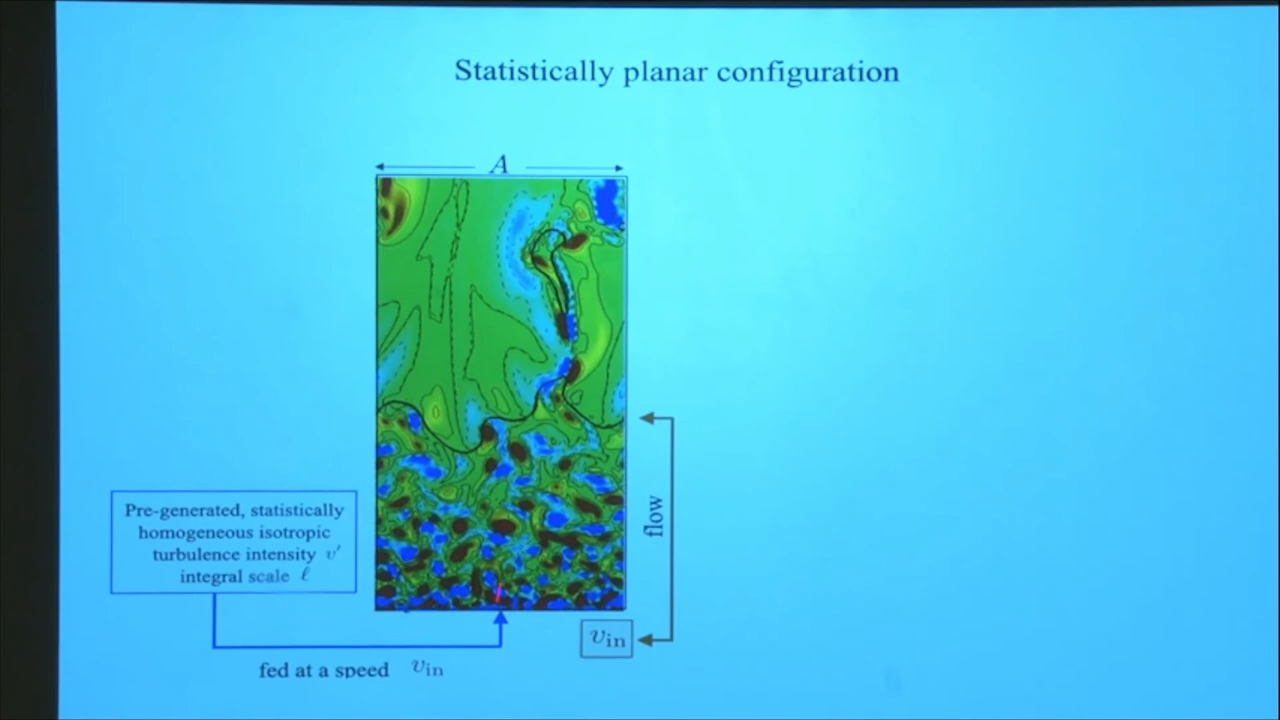 Statistically planar configuration
A
Pre-generated, statistically
homogeneous isotropic
turbulence intensity v′
integral scale ℓ
flow
v_in
fed at a speed v_in